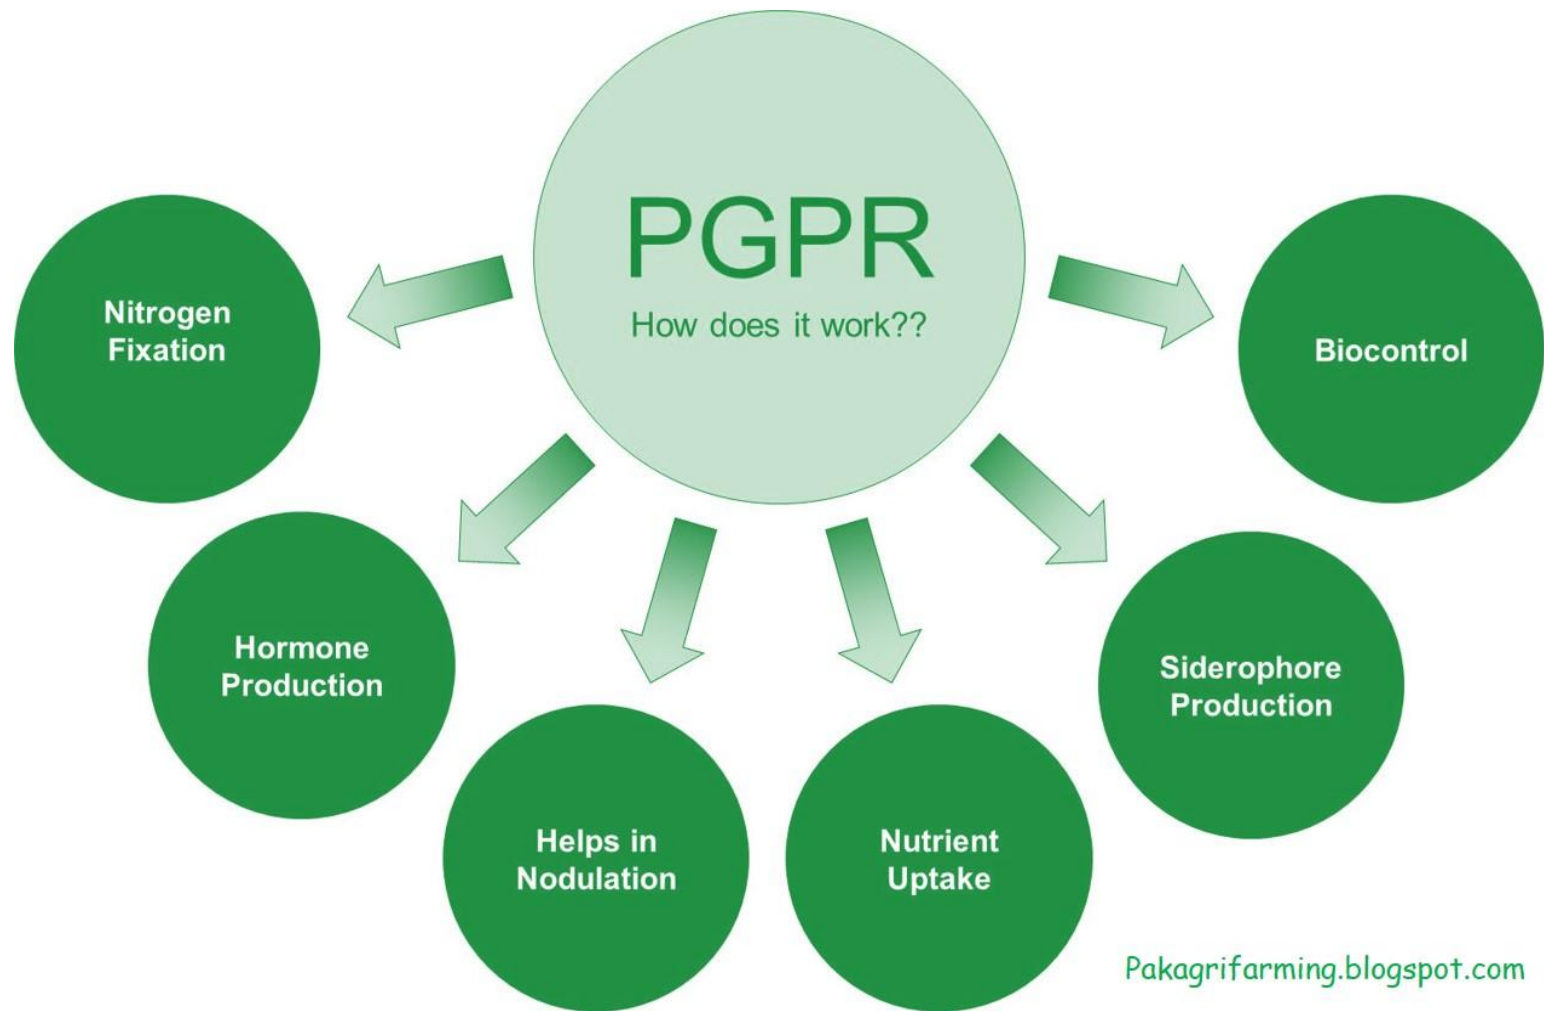 PGPR
How does it work??
Nitrogen
Fixation
Hormone
Production
Helps in
Nodulation
Nutrient
Uptake
Siderophore
Production
Biocontrol
Pakagrifarming.blogspot.com